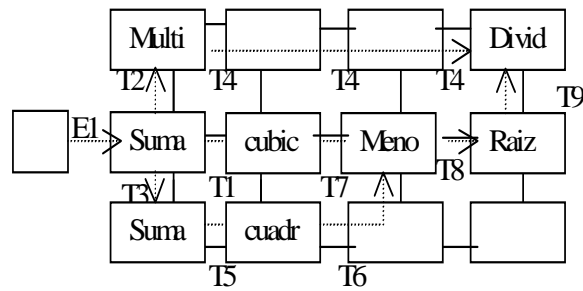 Multi Divid
T2 T4 T4 T4 T9
E1 Suma cubic Meno Raiz
T3 T1 T7 T8
Suma cuadr
T5 T6